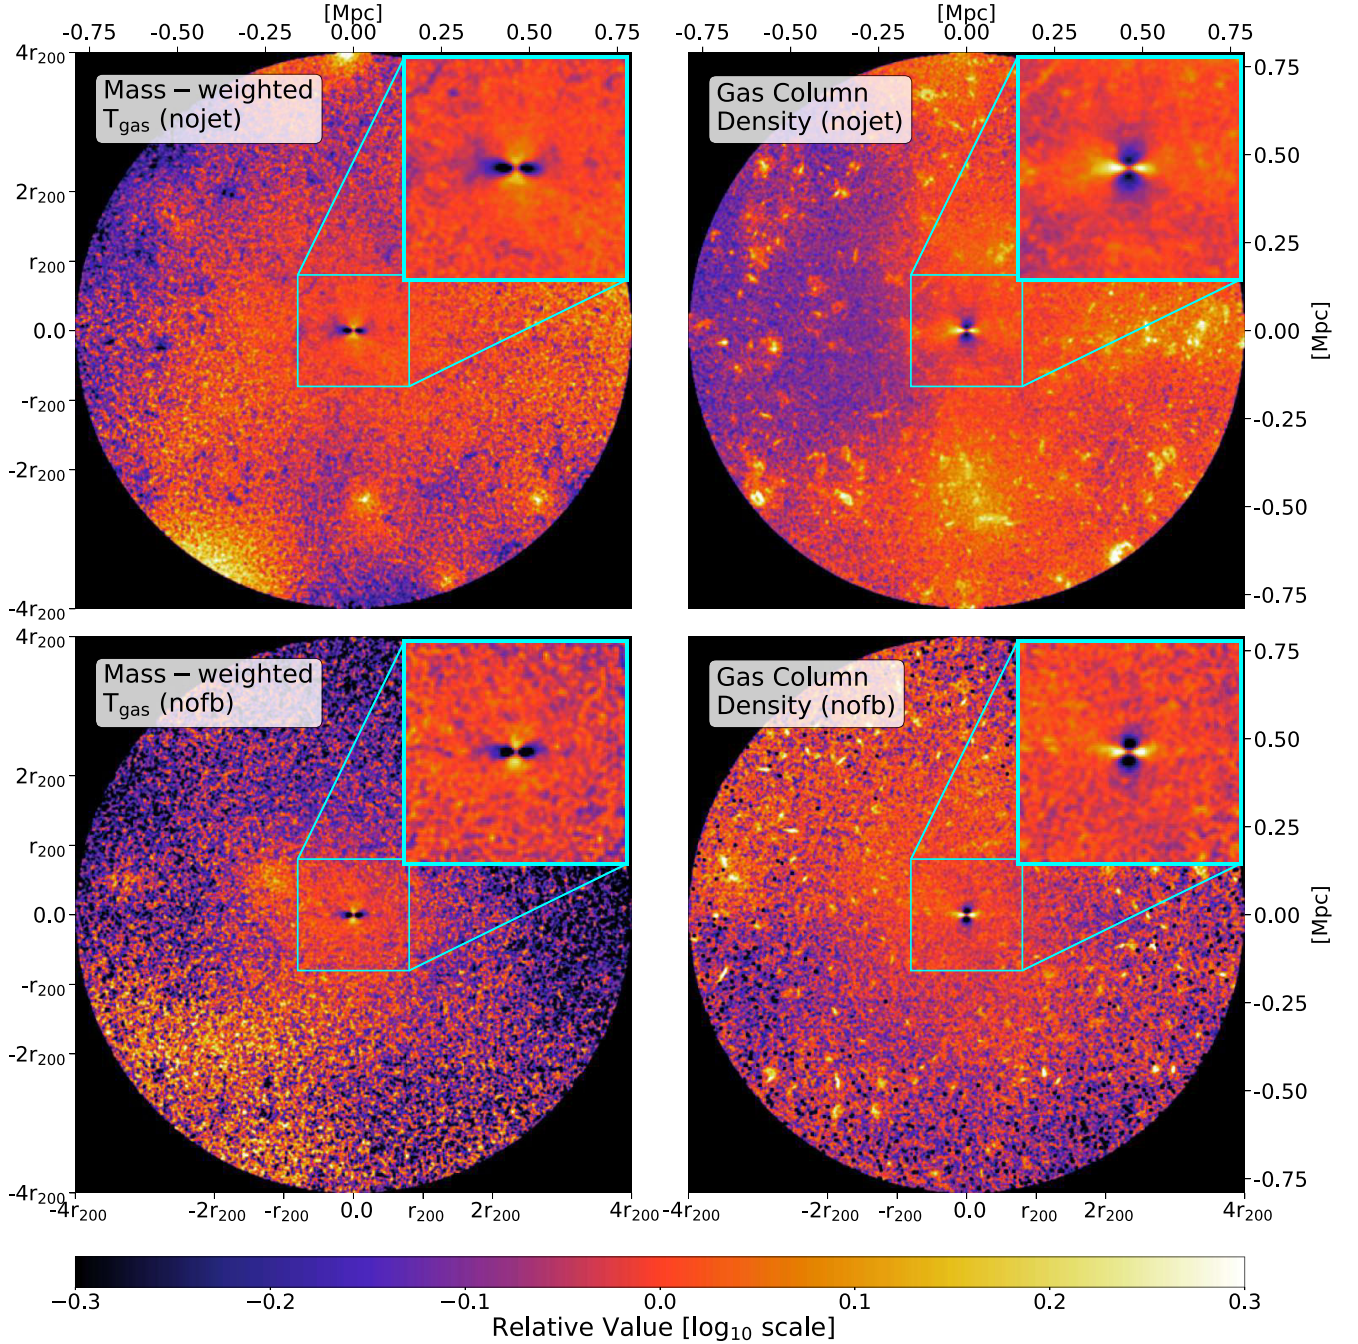 [Mpc] [Mpc]
-0.75 -0.50 -0.25 0.00 0.25 0.50 0.75 -0.75 -0.50 -0.25 0.00 0.25 0.50 0.75
4r₂₀₀
Mass − weighted
T_gas (nojet)
Gas Column
Density (nojet)
0.75
0.50
2r₂₀₀
r₂₀₀
0.25
0.0
0.00
[Mpc]
-r₂₀₀
-0.25
-2r₂₀₀
-0.50
-0.75
-4r₂₀₀
4r₂₀₀
Mass − weighted
T_gas (nofb)
Gas Column
Density (nofb)
0.75
0.50
2r₂₀₀
r₂₀₀
0.25
0.0
0.00
[Mpc]
-r₂₀₀
-0.25
-2r₂₀₀
-0.50
-0.75
-4r₂₀₀
-4r₂₀₀ -2r₂₀₀ -r₂₀₀ 0.0 r₂₀₀ 2r₂₀₀ 4r₂₀₀ -2r₂₀₀ -r₂₀₀ 0.0 r₂₀₀ 2r₂₀₀ 4r₂₀₀
−0.3 −0.2 −0.1 0.0 0.1 0.2 0.3
Relative Value [log₁₀ scale]